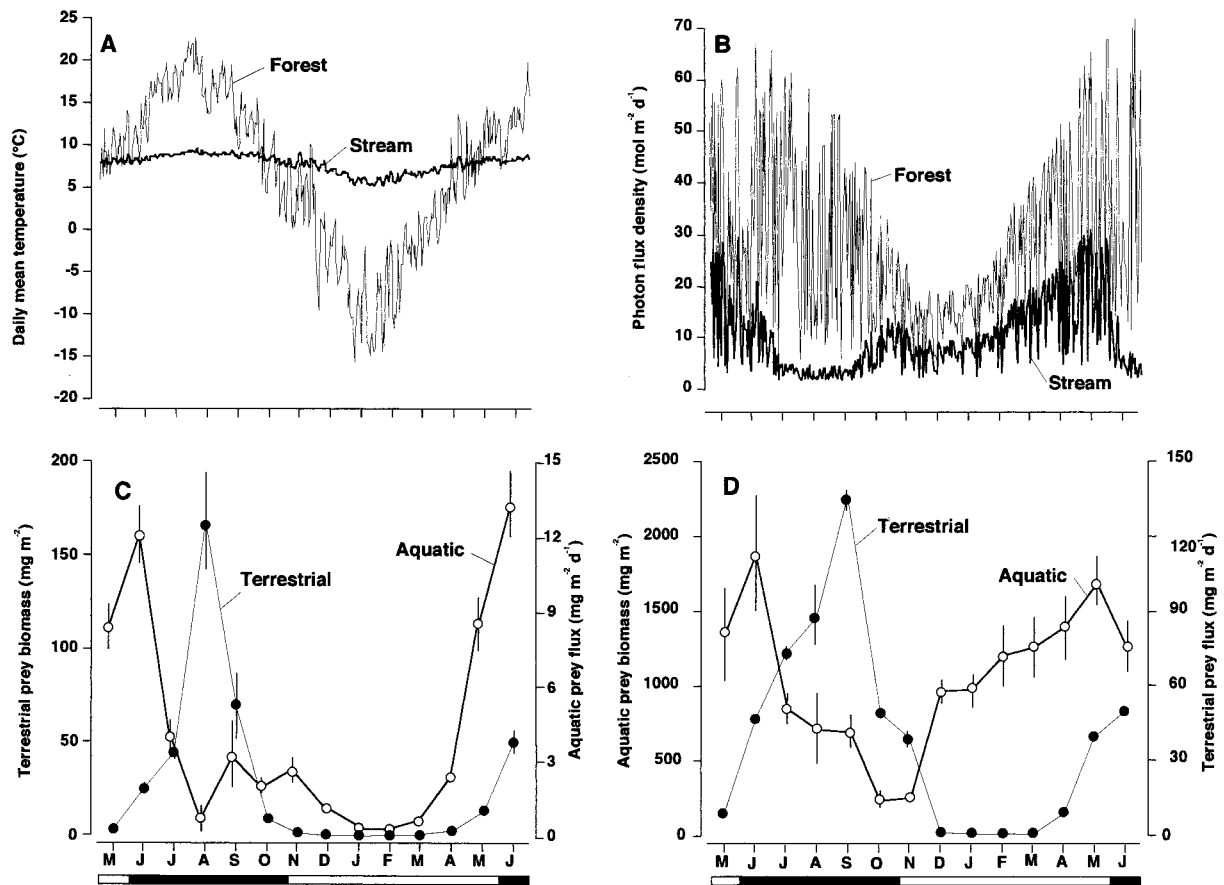 A
Daily mean temperature (°C)
25
20
15
10
5
0
-5
-10
-15
-20
Forest
Stream
B
Photon flux density (mol m⁻² d⁻¹)
70
60
50
40
30
20
10
0
Forest
Stream
C
Terrestrial prey biomass (mg m⁻²)
200
150
100
50
0
Aquatic
Terrestrial
15
12
9
6
3
0
Aquatic prey flux (mg m⁻² d⁻¹)
M J J A S O N D J F M A M J
D
Aquatic prey biomass (mg m⁻²)
2500
2000
1500
1000
500
0
Terrestrial
Aquatic
150
120
90
60
30
0
Terrestrial prey flux (mg m⁻² d⁻¹)
M J J A S O N D J F M A M J